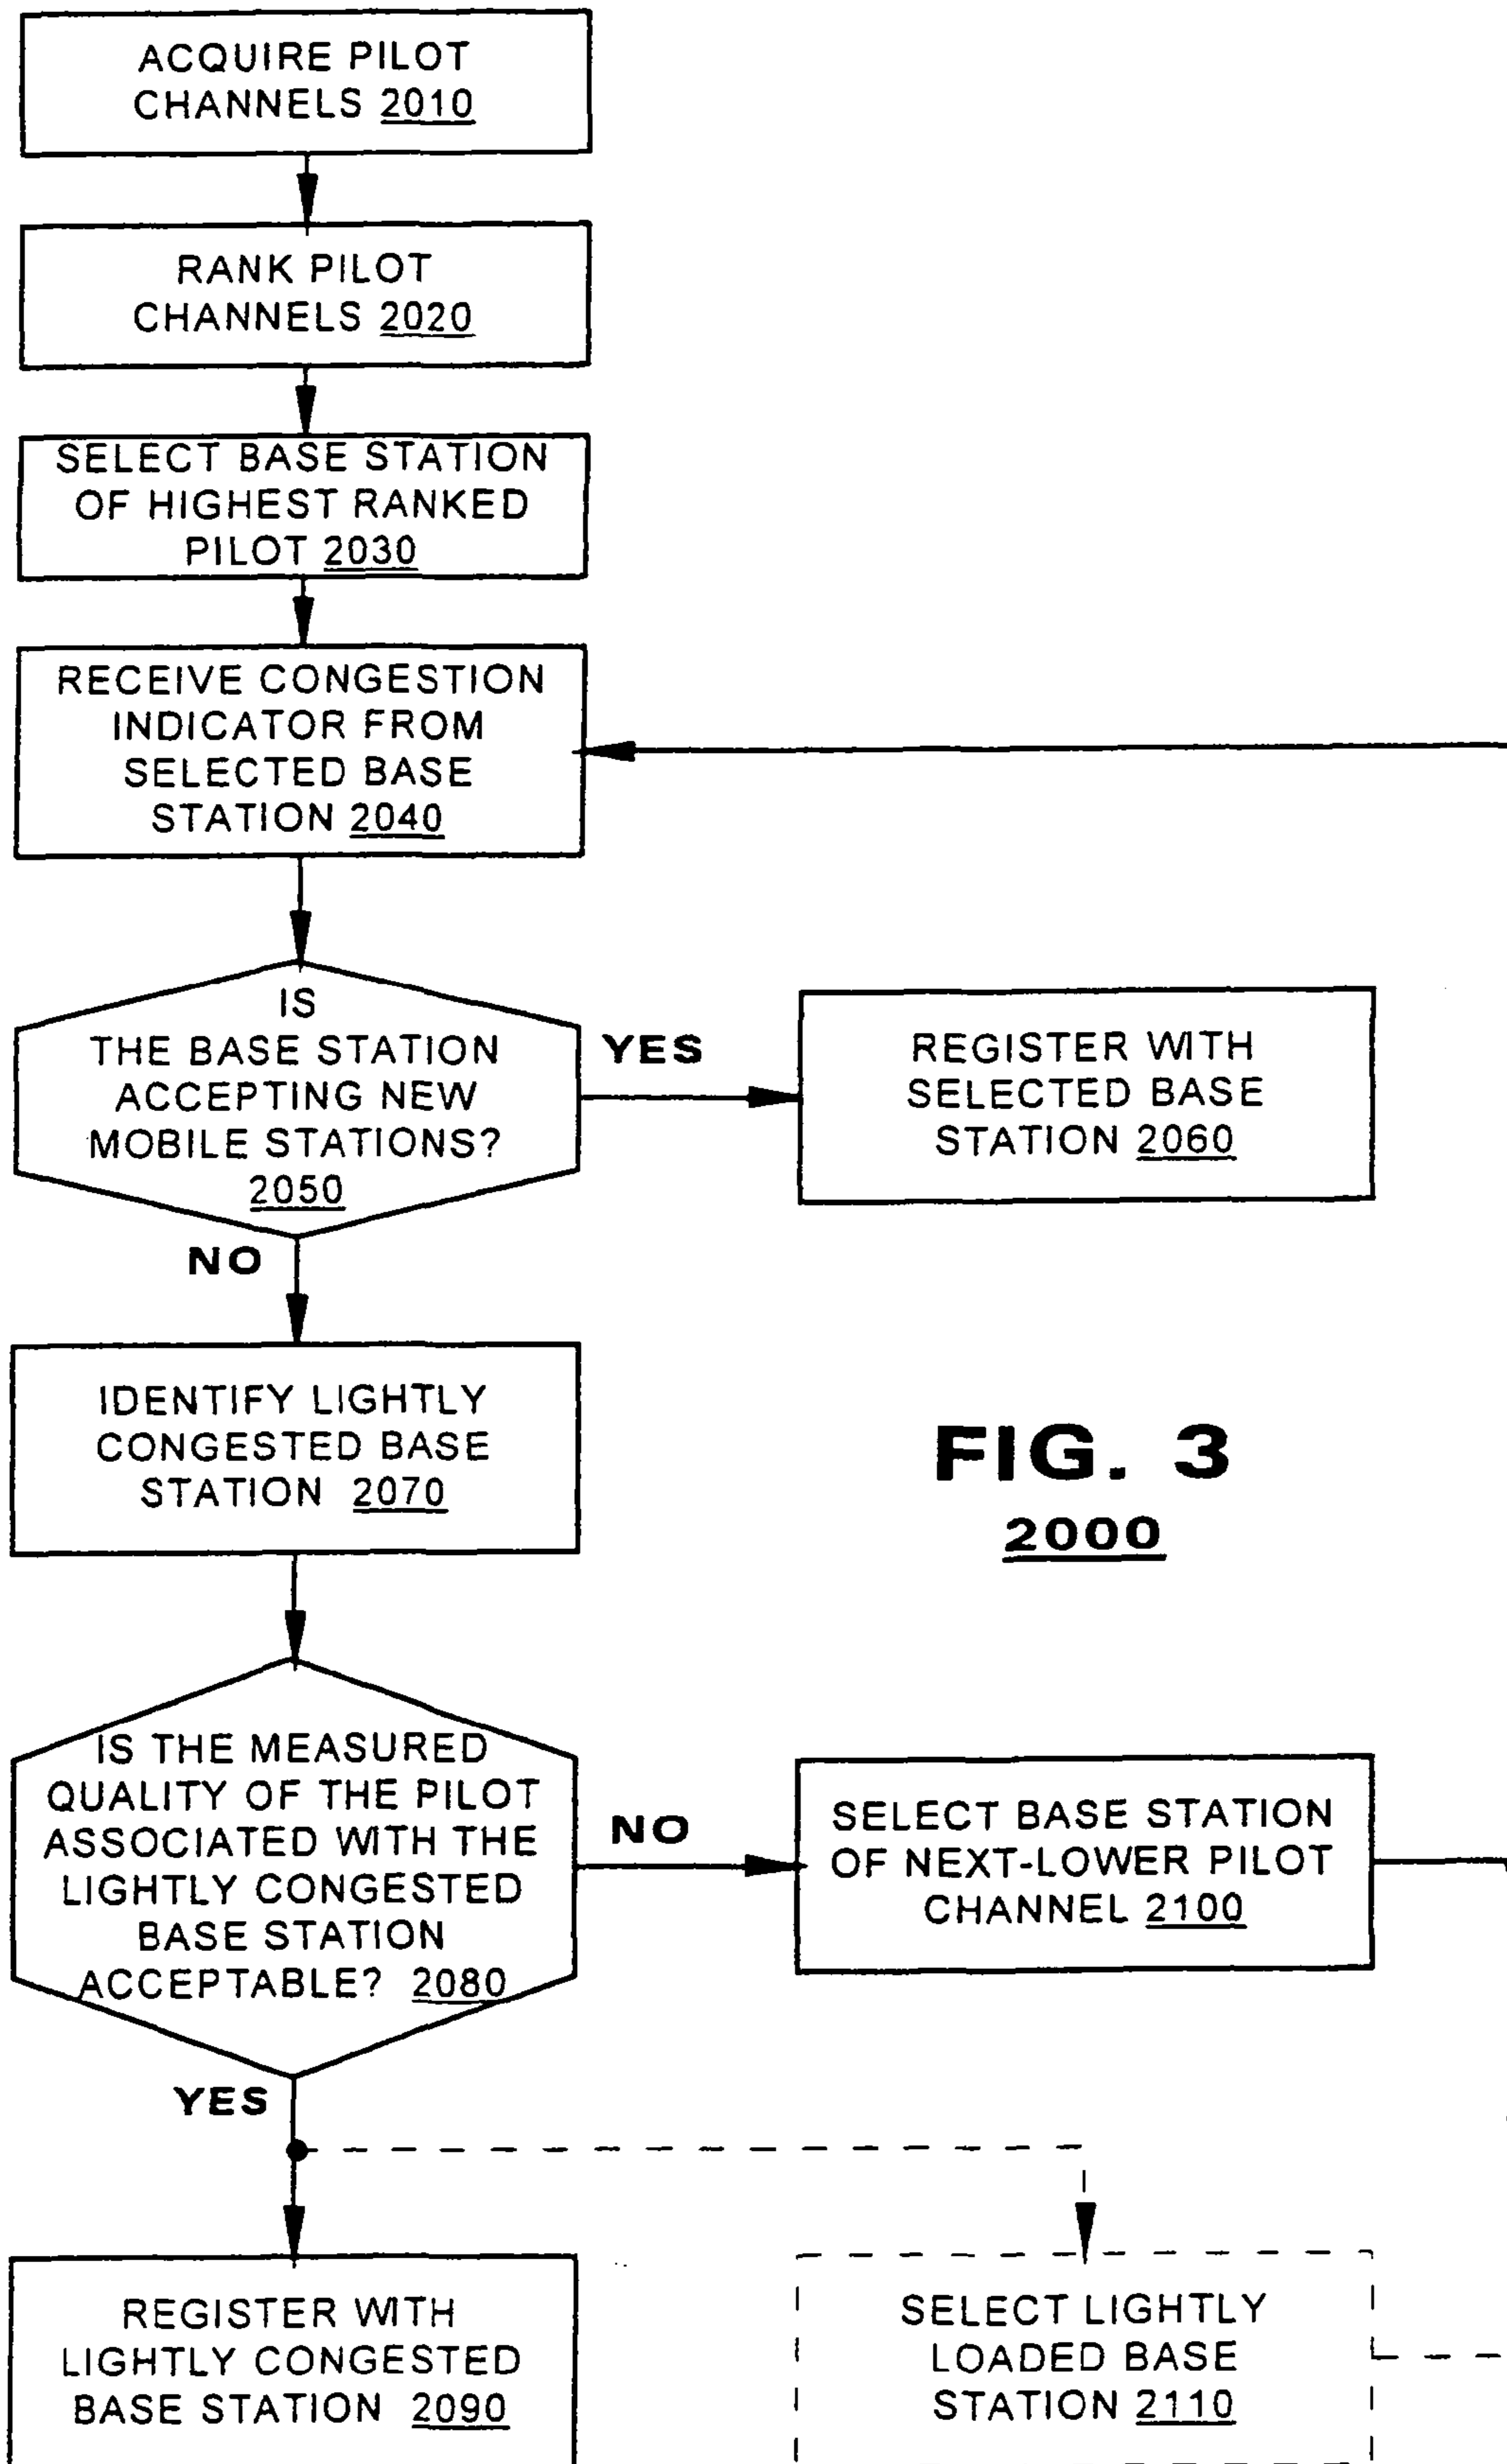 ACQUIRE PILOT
CHANNELS 2010
RANK PILOT
CHANNELS 2020
SELECT BASE STATION
OF HIGHEST RANKED
PILOT 2030
RECEIVE CONGESTION
INDICATOR FROM
SELECTED BASE
STATION 2040
IS
THE BASE STATION
ACCEPTING NEW
MOBILE STATIONS?
2050
YES
REGISTER WITH
SELECTED BASE
STATION 2060
NO
IDENTIFY LIGHTLY
CONGESTED BASE
STATION 2070
FIG. 3
2000
IS THE MEASURED
QUALITY OF THE PILOT
ASSOCIATED WITH THE
LIGHTLY CONGESTED
BASE STATION
ACCEPTABLE? 2080
NO
SELECT BASE STATION
OF NEXT-LOWER PILOT
CHANNEL 2100
YES
REGISTER WITH
LIGHTLY CONGESTED
BASE STATION 2090
SELECT LIGHTLY
LOADED BASE
STATION 2110